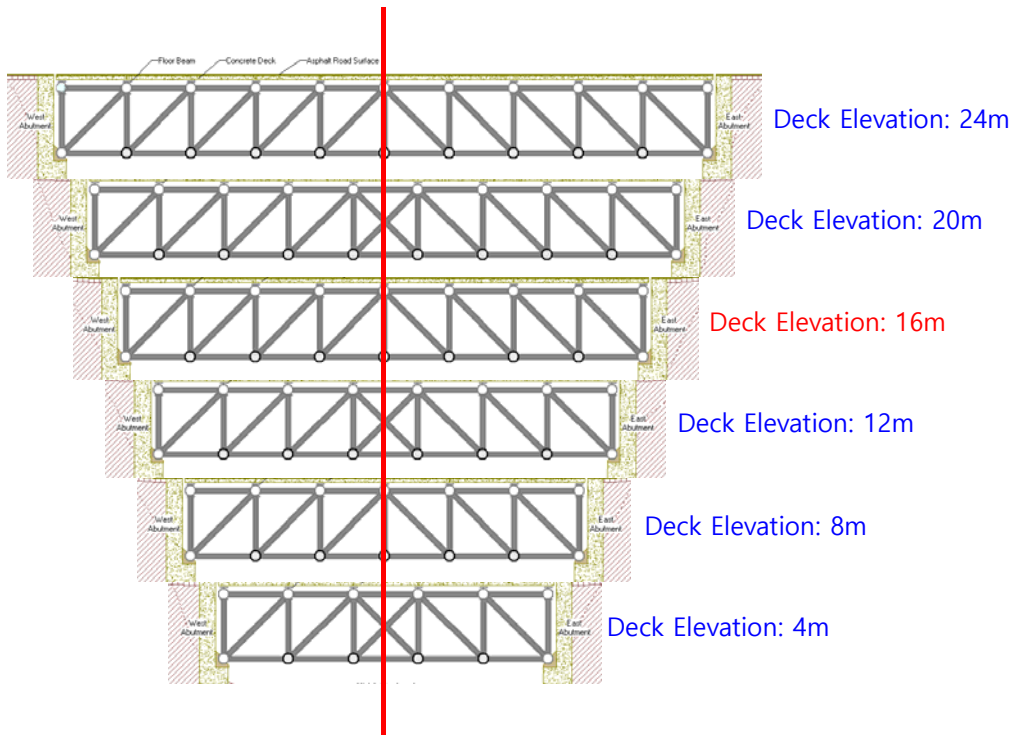 Floor Beam
Concrete Deck
Asphalt Road Surface
West
Abutment
East
Abutment
Deck Elevation: 24m
West
Abutment
East
Abutment
Deck Elevation: 20m
West
Abutment
East
Abutment
Deck Elevation: 16m
West
Abutment
East
Abutment
Deck Elevation: 12m
West
Abutment
East
Abutment
Deck Elevation: 8m
West
Abutment
East
Abutment
Deck Elevation: 4m